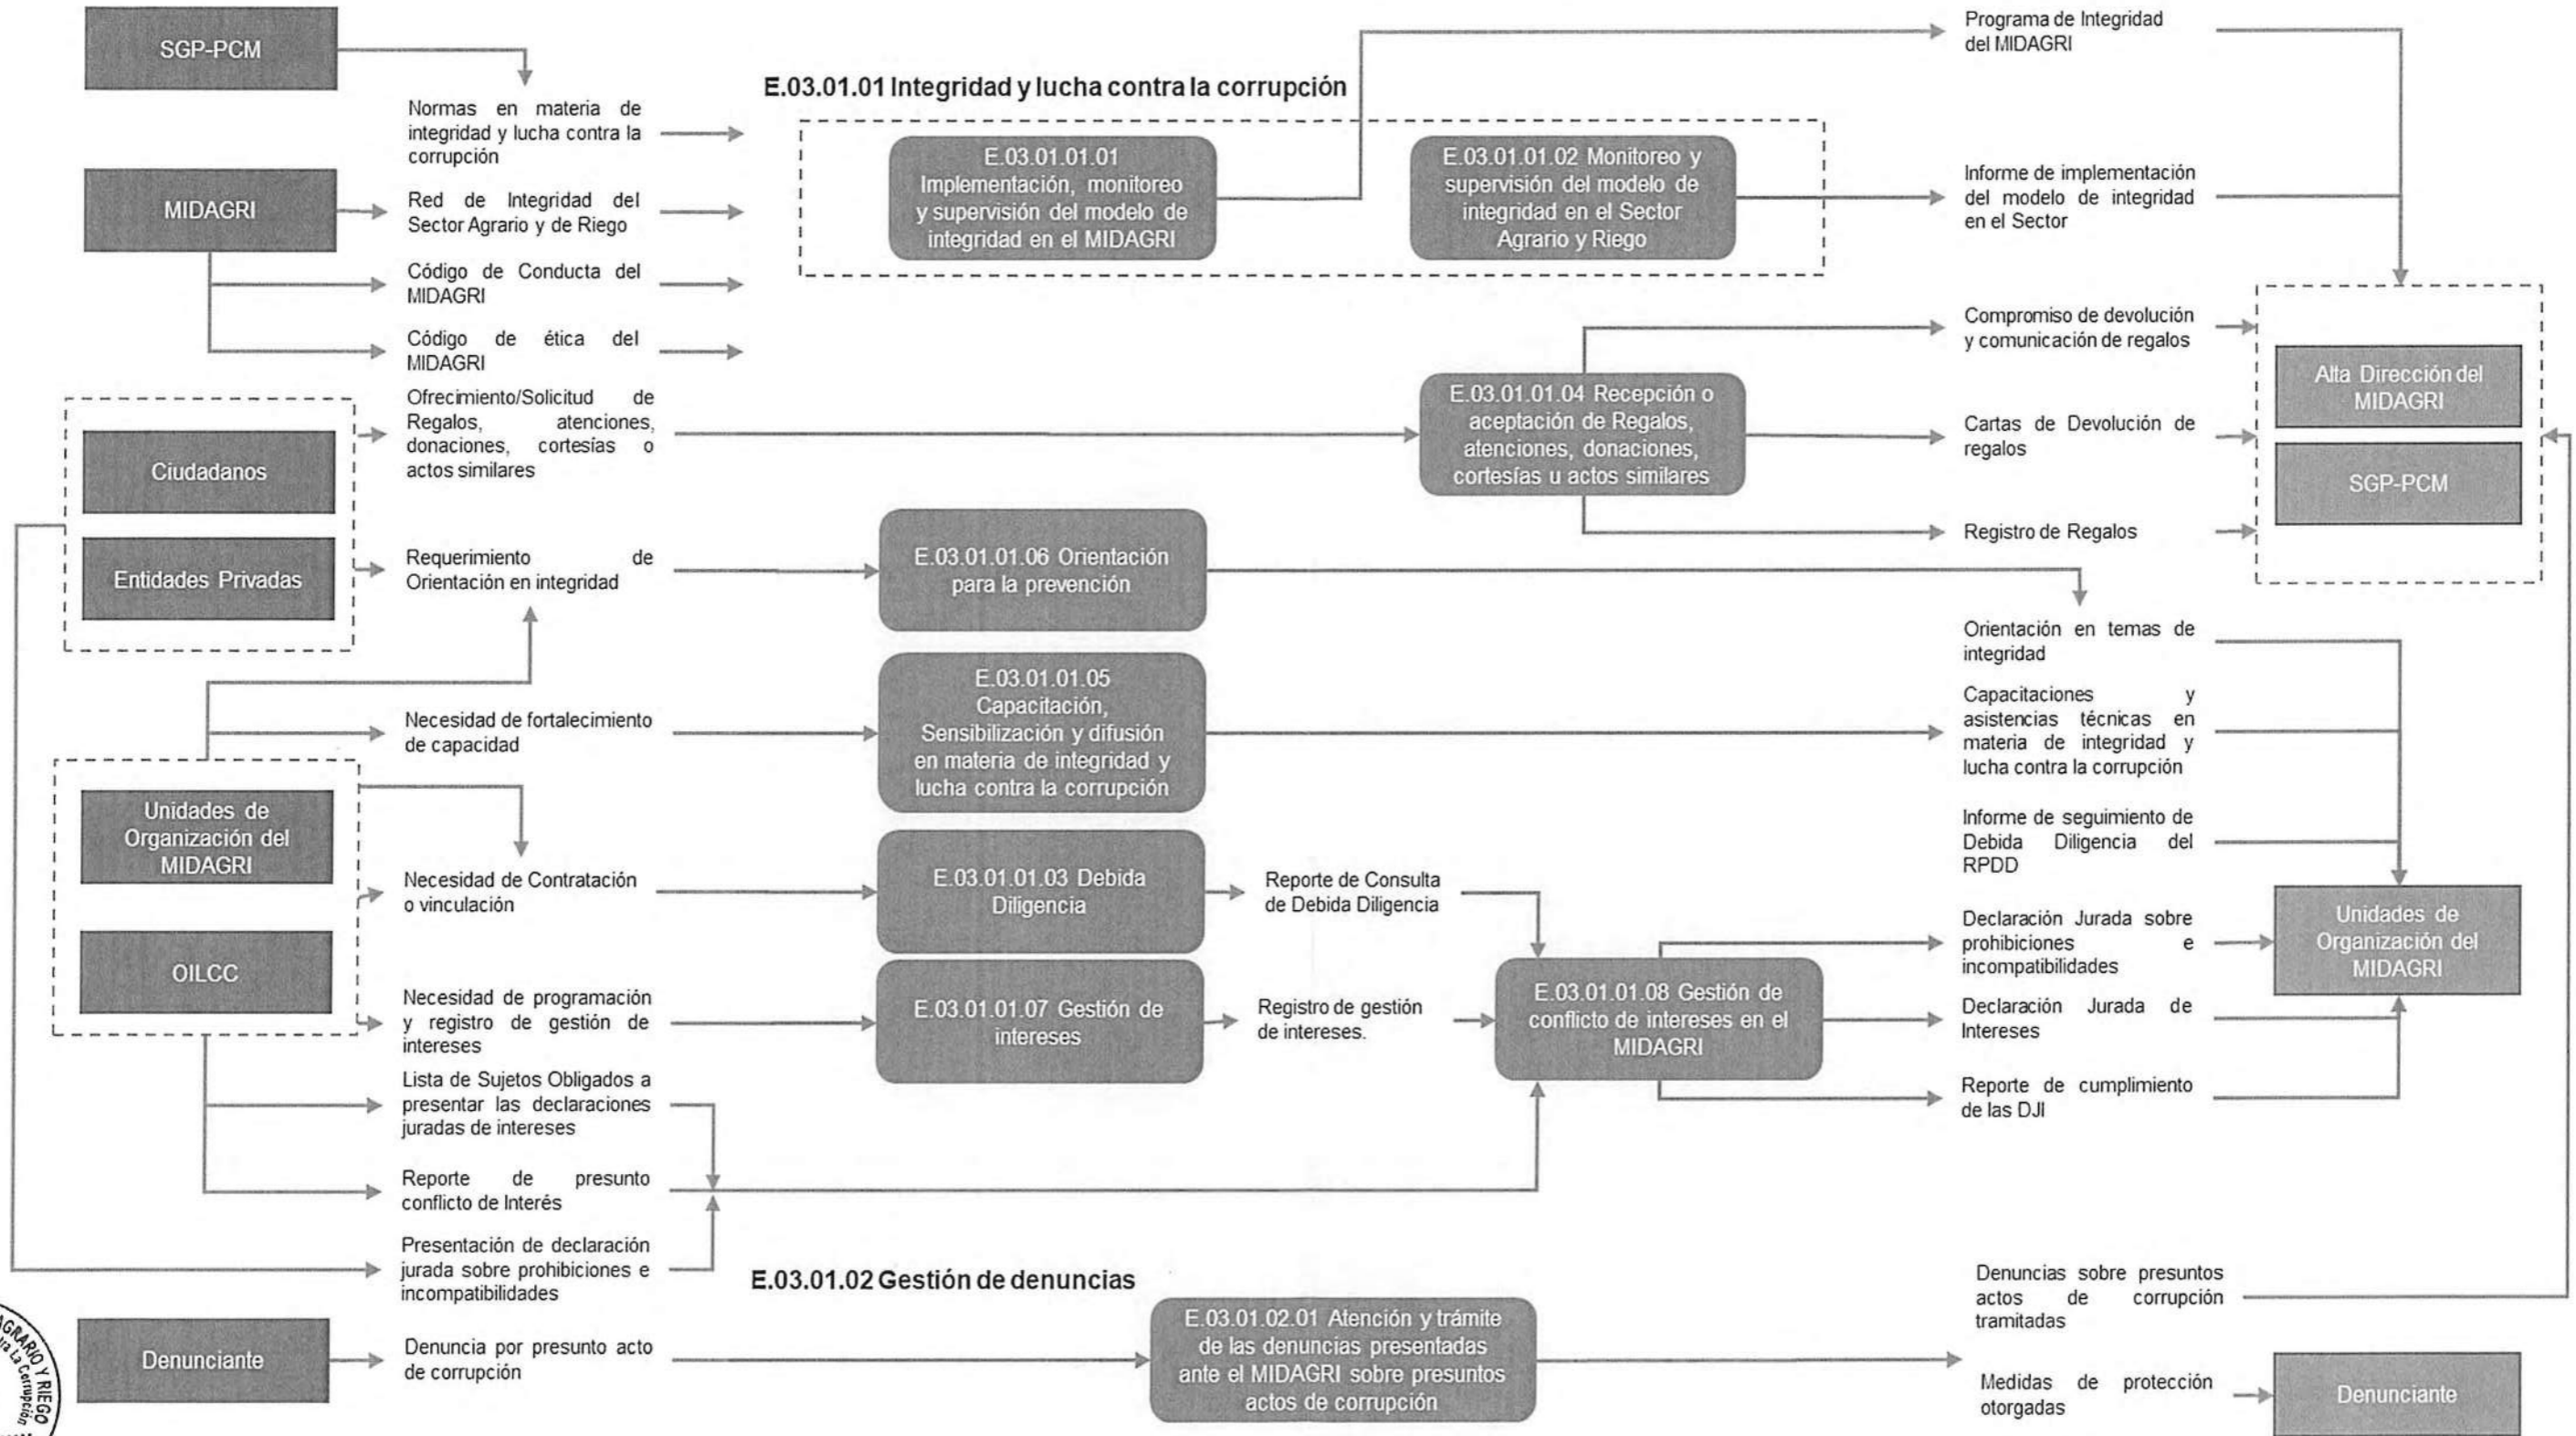 SGP-PCM
Normas en materia de
integridad y lucha contra la
corrupción
MIDAGRI
Red de Integridad del
Sector Agrario y de Riego
Código de Conducta del
MIDAGRI
Código de ética del
MIDAGRI
E.03.01.01 Integridad y lucha contra la corrupción
E.03.01.01.01
Implementación, monitoreo
y supervisión del modelo de
integridad en el MIDAGRI
E.03.01.01.02 Monitoreo y
supervisión del modelo de
integridad en el Sector
Agrario y Riego
Programa de Integridad
del MIDAGRI
Informe de implementación
del modelo de integridad
en el Sector
Ciudadanos
Entidades Privadas
Ofrecimiento/Solicitud de
Regalos, atenciones,
donaciones, cortesías o
actos similares
E.03.01.01.04 Recepción o
aceptación de Regalos,
atenciones, donaciones,
cortesías u actos similares
Compromiso de devolución
y comunicación de regalos
Cartas de Devolución de
regalos
Registro de Regalos
Alta Dirección del
MIDAGRI
SGP-PCM
Requerimiento de
Orientación en integridad
E.03.01.01.06 Orientación
para la prevención
Orientación en temas de
integridad
Necesidad de fortalecimiento
de capacidad
E.03.01.01.05
Capacitación,
Sensibilización y difusión
en materia de integridad y
lucha contra la corrupción
Capacitaciones y
asistencias técnicas en
materia de integridad y
lucha contra la corrupción
Unidades de
Organización del
MIDAGRI
OILCC
Necesidad de Contratación
o vinculación
E.03.01.01.03 Debida
Diligencia
Reporte de Consulta
de Debida Diligencia
Informe de seguimiento de
Debida Diligencia del
RPDD
Necesidad de programación
y registro de gestión de
intereses
E.03.01.01.07 Gestión de
intereses
Registro de gestión
de intereses.
E.03.01.01.08 Gestión de
conflicto de intereses en el
MIDAGRI
Declaración Jurada sobre
prohibiciones e
incompatibilidades
Declaración Jurada de
Intereses
Reporte de cumplimiento
de las DJI
Unidades de
Organización del
MIDAGRI
Lista de Sujetos Obligados a
presentar las declaraciones
juradas de intereses
Reporte de presunto
conflicto de Interés
Presentación de declaración
jurada sobre prohibiciones e
incompatibilidades
E.03.01.02 Gestión de denuncias
Denunciante
Denuncia por presunto acto
de corrupción
E.03.01.02.01 Atención y trámite
de las denuncias presentadas
ante el MIDAGRI sobre presuntos
actos de corrupción
Denuncias sobre presuntos
actos de corrupción
tramitadas
Medidas de protección
otorgadas
Denunciante
AGRARIO Y RIEGO
La Corrupción